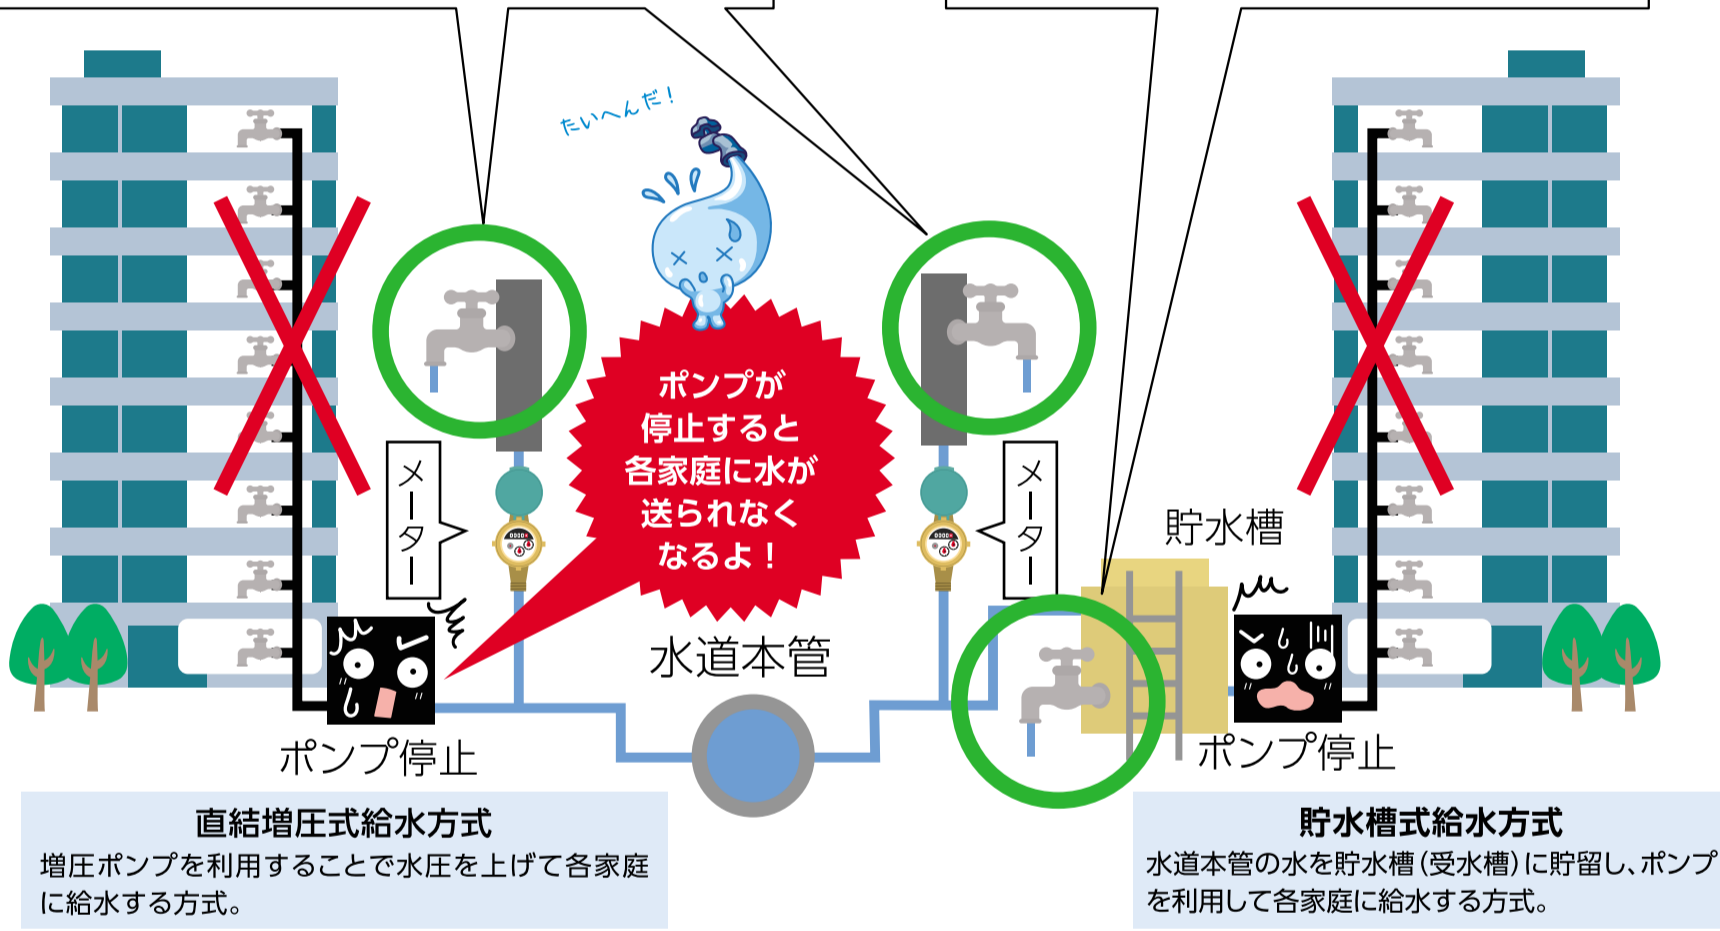 たいへんだ！
ポンプが
停止すると
各家庭に水が
送られなく
なるよ！
メーター
メーター
貯水槽
水道本管
ポンプ停止
ポンプ停止
直結増圧式給水方式
増圧ポンプを利用することで水圧を上げて各家庭
に給水する方式。
貯水槽式給水方式
水道本管の水を貯水槽（受水槽）に貯留し、ポンプ
を利用して各家庭に給水する方式。